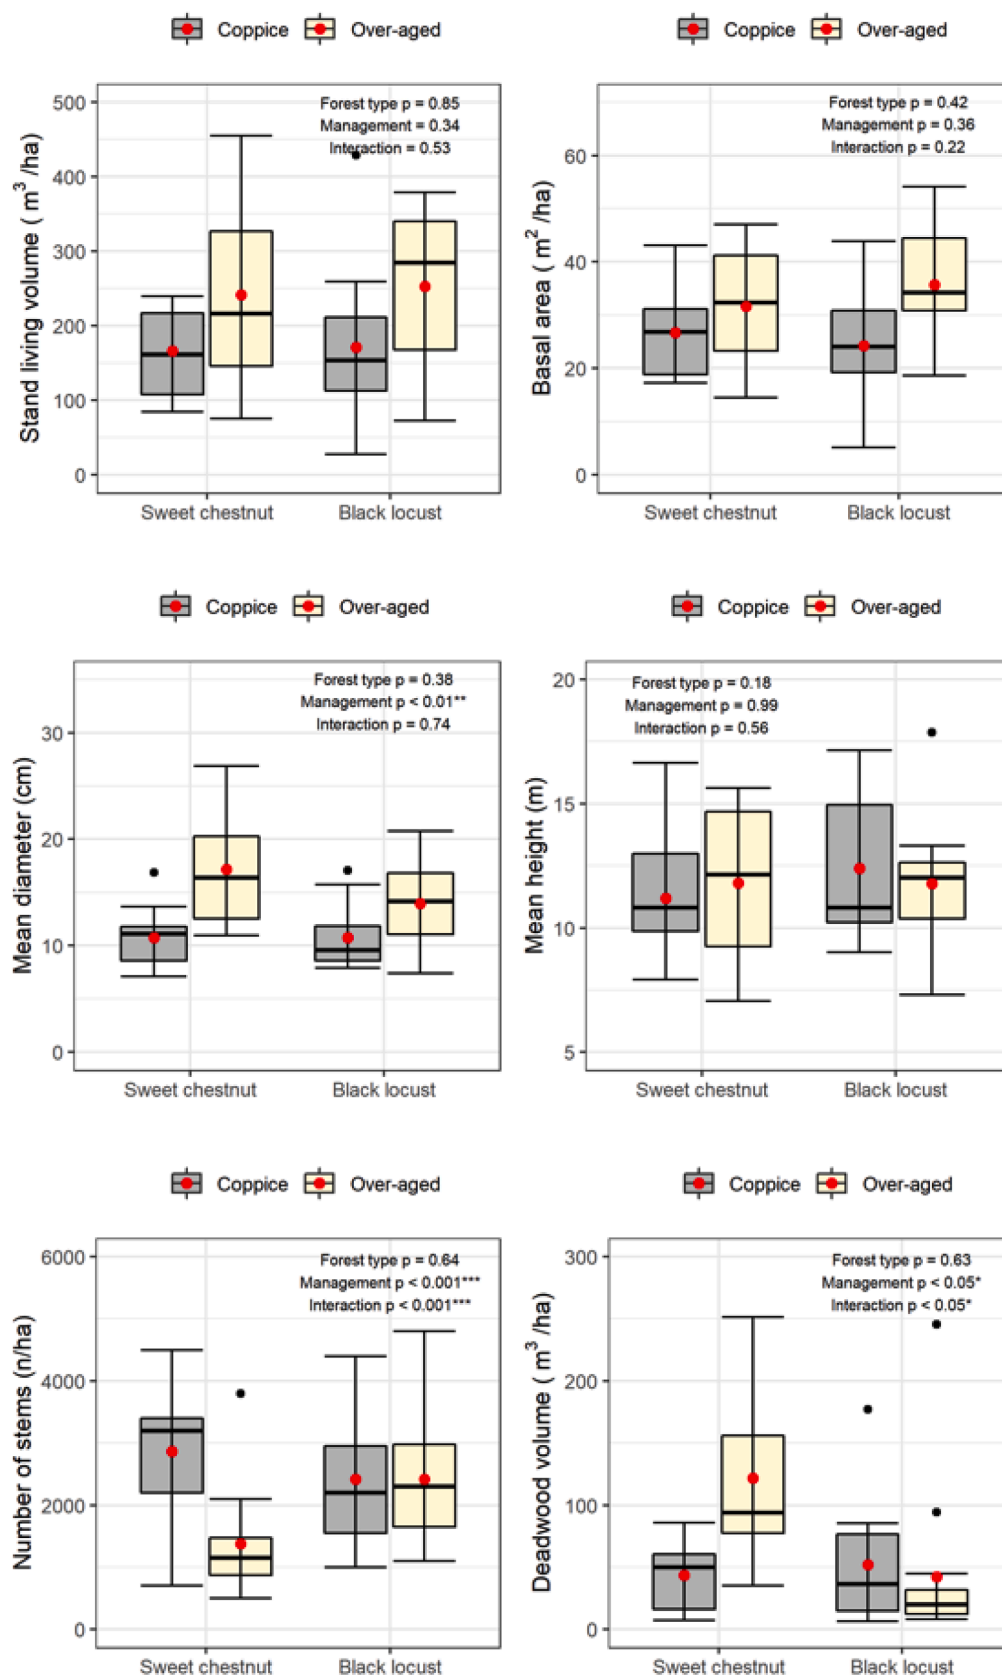 Coppice Over-aged
Coppice Over-aged
Stand living volume ( m³ /ha)
500
400
300
200
100
0
Forest type p = 0.85
Management = 0.34
Interaction = 0.53
Sweet chestnut Black locust
Basal area ( m² /ha)
60
40
20
0
Forest type p = 0.42
Management p = 0.36
Interaction p = 0.22
Sweet chestnut Black locust
Coppice Over-aged
Coppice Over-aged
Mean diameter (cm)
30
20
10
0
Forest type p = 0.38
Management p < 0.01**
Interaction p = 0.74
Sweet chestnut Black locust
Mean height (m)
20
15
10
5
Forest type p = 0.18
Management p = 0.99
Interaction p = 0.56
Sweet chestnut Black locust
Coppice Over-aged
Coppice Over-aged
Number of stems (n/ha)
6000
4000
2000
0
Forest type p = 0.64
Management p < 0.001***
Interaction p < 0.001***
Sweet chestnut Black locust
Deadwood volume ( m³ /ha)
300
200
100
0
Forest type p = 0.63
Management p < 0.05*
Interaction p < 0.05*
Sweet chestnut Black locust